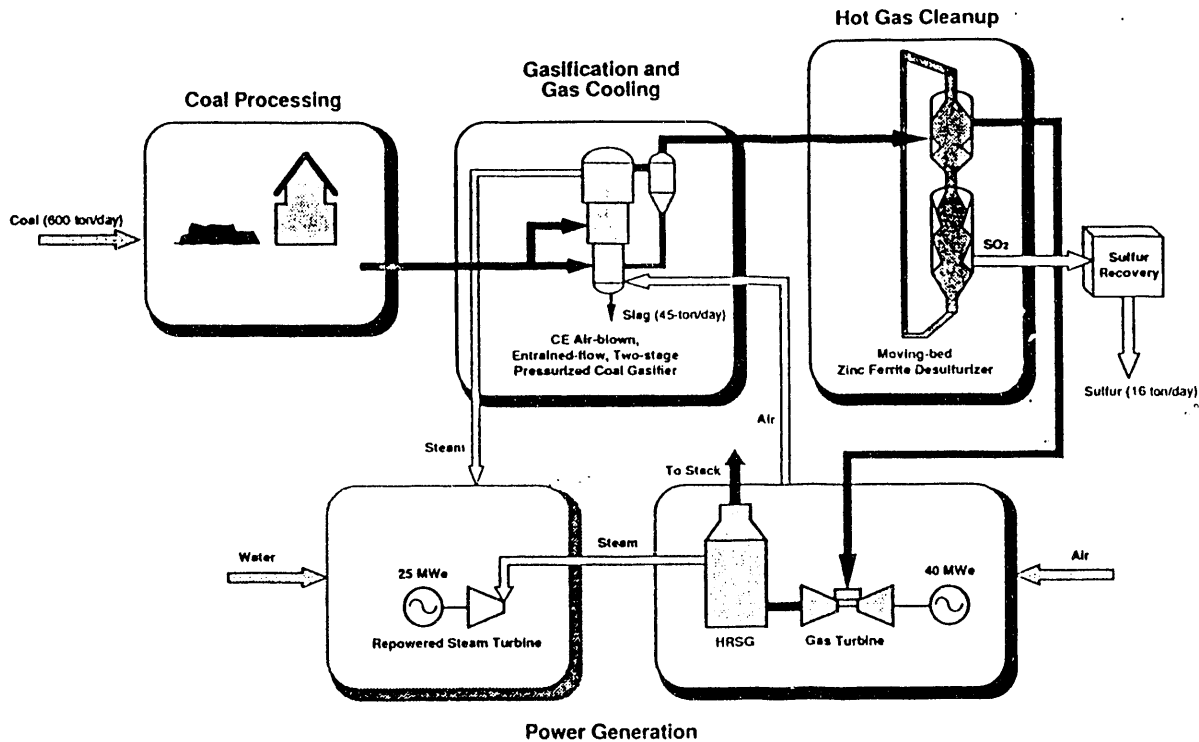 Hot Gas Cleanup
Gasification and
Gas Cooling
Coal Processing
Coal (600 ton/day)
SO₂
Sulfur
Recovery
Slag (45-ton/day)
CE Air-blown,
Entrained-flow, Two-stage
Pressurized Coal Gasifier
Moving-bed
Zinc Ferrite Desulfurizer
Sulfur (16 ton/day)
Air
Steam
To Stack
Water
Steam
Air
25 MWe
40 MWe
Repowered Steam Turbine
HRSG
Gas Turbine
Power Generation